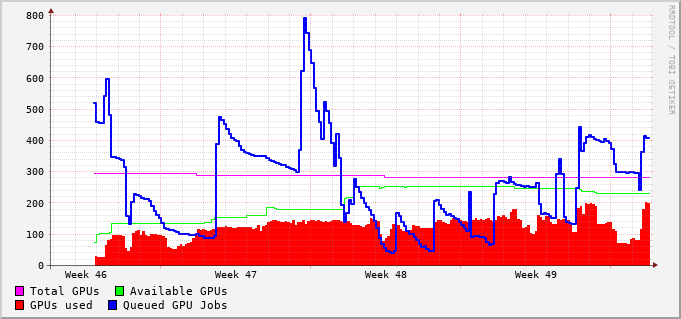 RRDTOOL / TOBI OETIKER
800
700
600
500
400
300
200
100
0
Week 46 Week 47 Week 48 Week 49
Total GPUs Available GPUs
GPUs used Queued GPU Jobs